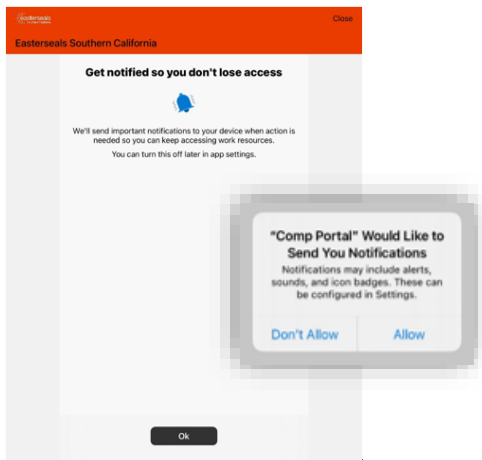 easterseals
Close
Easterseals Southern California
Get notified so you don't lose access
We'll send important notifications to your device when action is
needed so you can keep accessing work resources.
You can turn this off later in app settings.
"Comp Portal" Would Like to
Send You Notifications
Notifications may include alerts,
sounds, and icon badges. These can
be configured in Settings.
Don't Allow
Allow
Ok